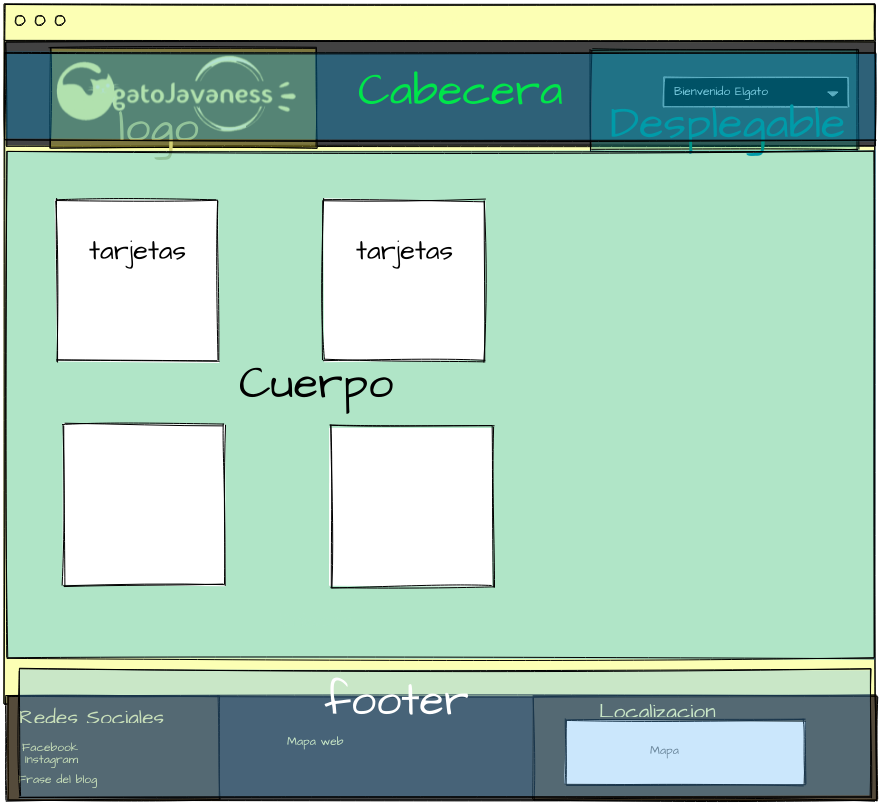 gatoJavaness
logo
Cabecera
Bienvenido Elgato
Desplegable
tarjetas
tarjetas
Cuerpo
footer
Redes Sociales
Facebook
Instagram
Frase del blog
Mapa web
Localizacion
Mapa